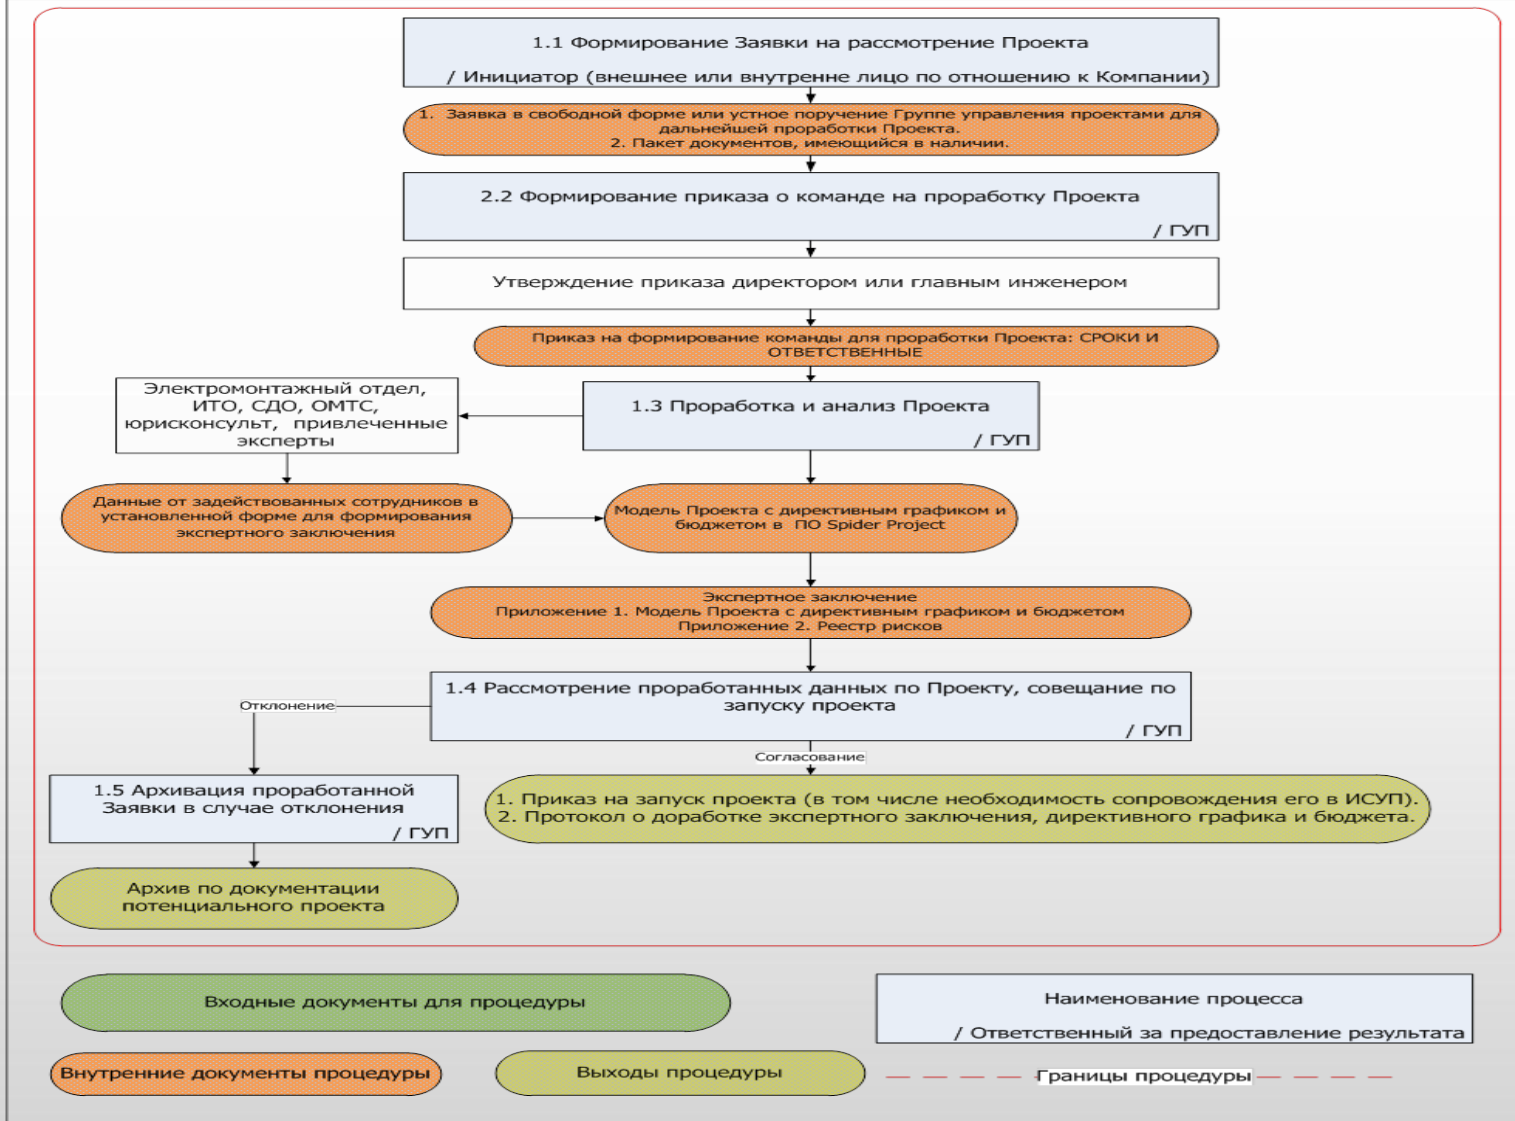 1.1 Формирование Заявки на рассмотрение Проекта
/ Инициатор (внешнее или внутренне лицо по отношению к Компании)
1. Заявка в свободной форме или устное поручение Группе управления проектами для
дальнейшей проработки Проекта.
2. Пакет документов, имеющийся в наличии.
2.2 Формирование приказа о команде на проработку Проекта
/ ГУП
Утверждение приказа директором или главным инженером
Приказ на формирование команды для проработки Проекта: СРОКИ И
ОТВЕТСТВЕННЫЕ
Электромонтажный отдел,
ИТО, СДО, ОМТС,
юрисконсульт, привлеченные
эксперты
1.3 Проработка и анализ Проекта
/ ГУП
Данные от задействованных сотрудников в
установленной форме для формирования
экспертного заключения
Модель Проекта с директивным графиком и
бюджетом в ПО Spider Project
Экспертное заключение
Приложение 1. Модель Проекта с директивным графиком и бюджетом
Приложение 2. Реестр рисков
1.4 Рассмотрение проработанных данных по Проекту, совещание по
запуску проекта
/ ГУП
Отклонение
Согласование
1.5 Архивация проработанной
Заявки в случае отклонения
/ ГУП
1. Приказ на запуск проекта (в том числе необходимость сопровождения его в ИСУП).
2. Протокол о доработке экспертного заключения, директивного графика и бюджета.
Архив по документации
потенциального проекта
Входные документы для процедуры
Наименование процесса
/ Ответственный за предоставление результата
Внутренние документы процедуры
Выходы процедуры
Границы процедуры